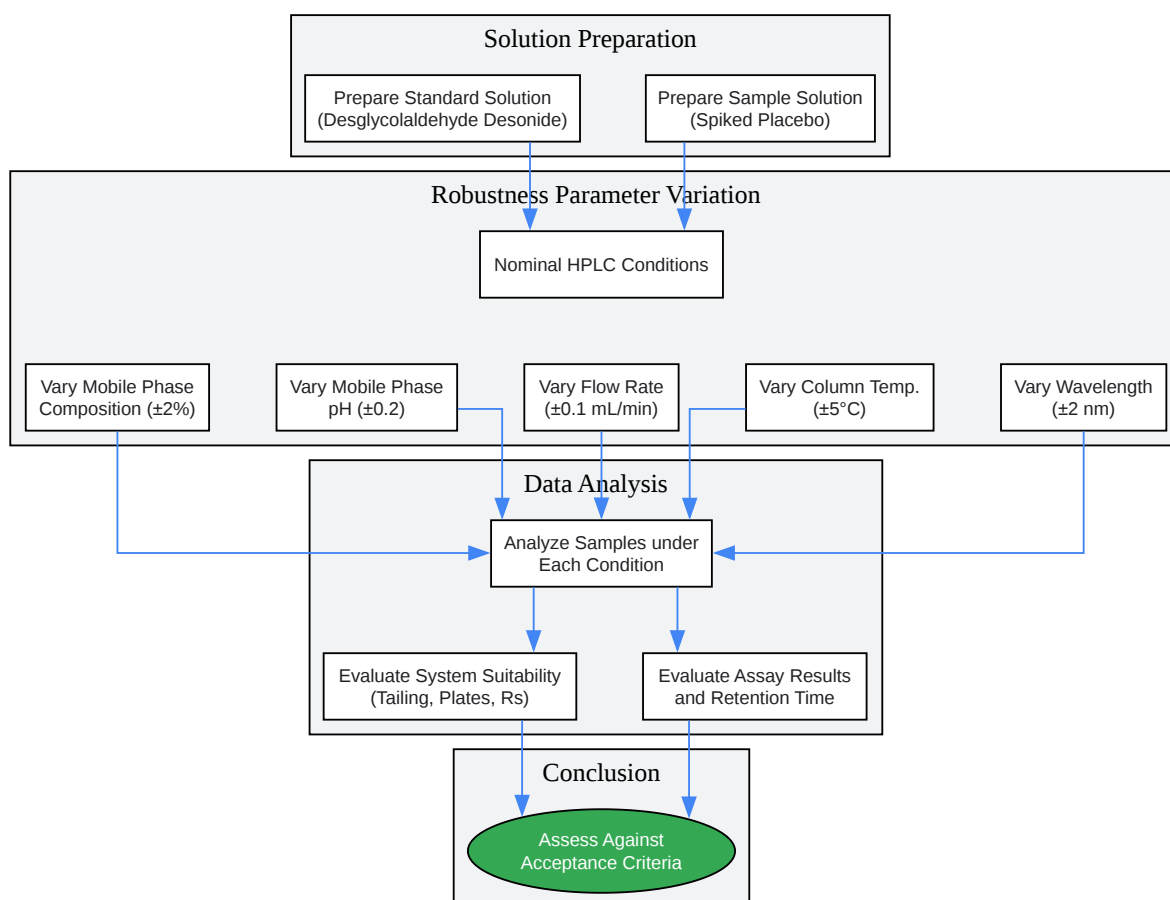 Solution Preparation
Prepare Standard Solution
(Desglycolaldehyde Desonide)
Prepare Sample Solution
(Spiked Placebo)
Robustness Parameter Variation
Nominal HPLC Conditions
Vary Mobile Phase
Composition (±2%)
Vary Mobile Phase
pH (±0.2)
Vary Flow Rate
(±0.1 mL/min)
Vary Column Temp.
(±5°C)
Vary Wavelength
(±2 nm)
Data Analysis
Analyze Samples under
Each Condition
Evaluate System Suitability
(Tailing, Plates, Rs)
Evaluate Assay Results
and Retention Time
Conclusion
Assess Against
Acceptance Criteria